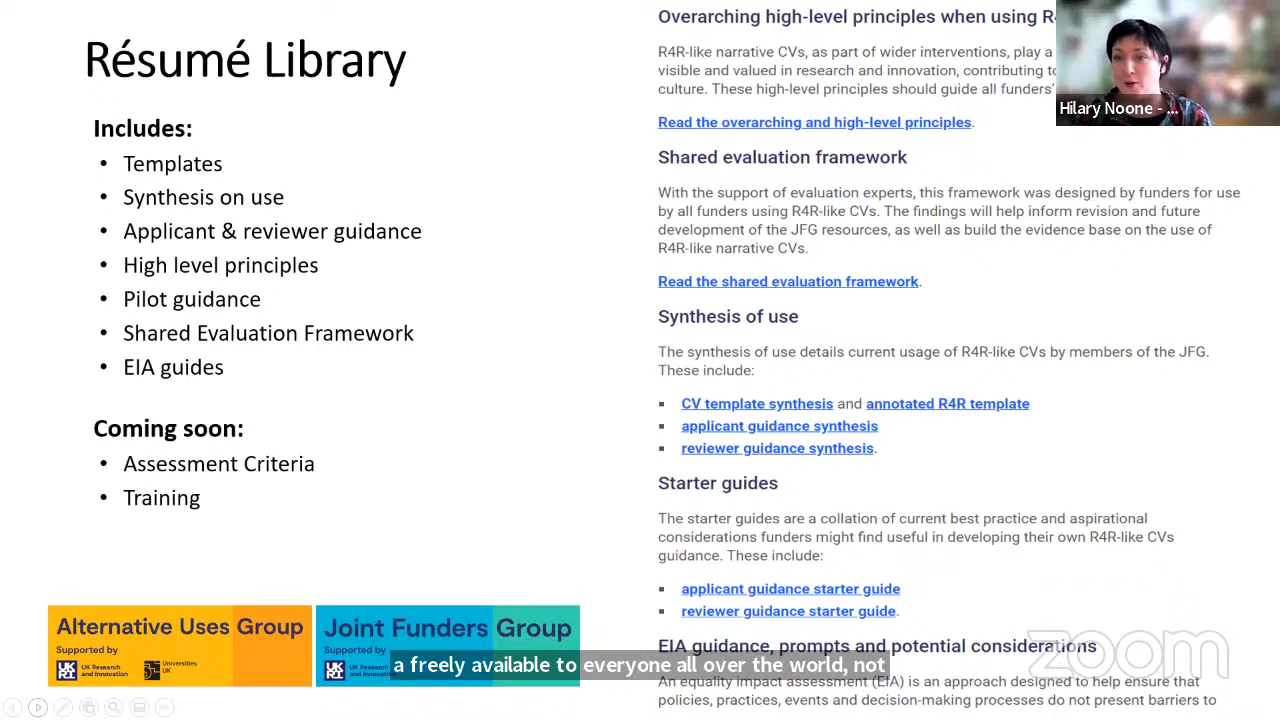 Résumé Library
Includes:
• Templates
• Synthesis on use
• Applicant & reviewer guidance
• High level principles
• Pilot guidance
• Shared Evaluation Framework
• EIA guides
Coming soon:
• Assessment Criteria
• Training
Alternative Uses Group
Supported by
UKRI
UK Research
and Innovation
Universities
UK
Joint Funders Group
Supported by
UKRI
UK Research
and Innovation
Overarching high-level principles when using
R4R-like narrative CVs, as part of wider interventions, play a
visible and valued in research and innovation, contributing to
culture. These high-level principles should guide all funders'
Read the overarching and high-level principles.
Shared evaluation framework
With the support of evaluation experts, this framework was designed by funders for use
by all funders using R4R-like CVs. The findings will help inform revision and future
development of the JFG resources, as well as build the evidence base on the use of
R4R-like narrative CVs.
Read the shared evaluation framework.
Synthesis of use
The synthesis of use details current usage of R4R-like CVs by members of the JFG.
These include:
▪ CV template synthesis and annotated R4R template
▪ applicant guidance synthesis
▪ reviewer guidance synthesis.
Starter guides
The starter guides are a collation of current best practice and aspirational
considerations funders might find useful in developing their own R4R-like CVs
guidance. These include:
▪ applicant guidance starter guide
▪ reviewer guidance starter guide.
EIA guidance, prompts and potential considerations
An equality impact assessment (EIA) is an approach designed to help ensure that
policies, practices, events and decision-making processes do not present barriers to
Hilary Noone - ...
a freely available to everyone all over the world, not
zoom